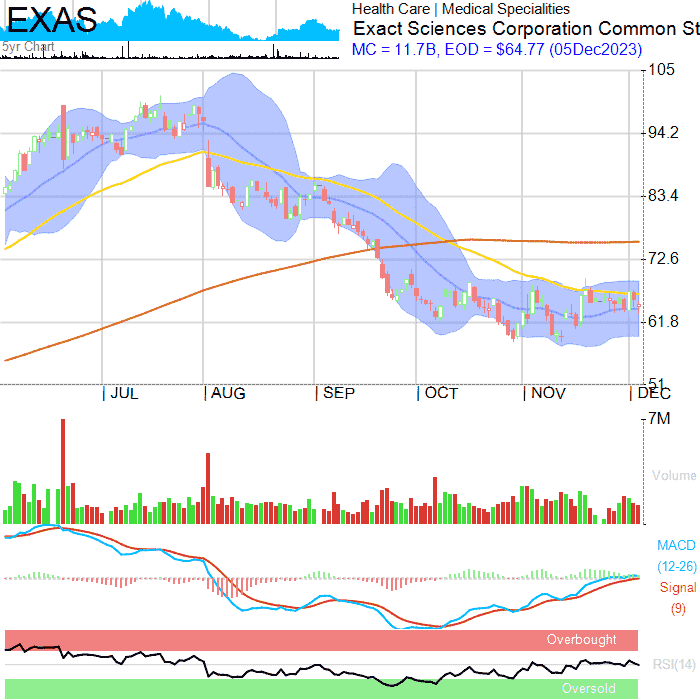 EXAS
5yr Chart
Health Care | Medical Specialities
Exact Sciences Corporation Common St
MC = 11.7B, EOD = $64.77 (05Dec2023)
105
94.2
83.4
72.6
61.8
51
JUL AUG SEP OCT NOV DEC
7M
Volume
MACD
(12-26)
Signal
(9)
Overbought
RSI(14)
Oversold